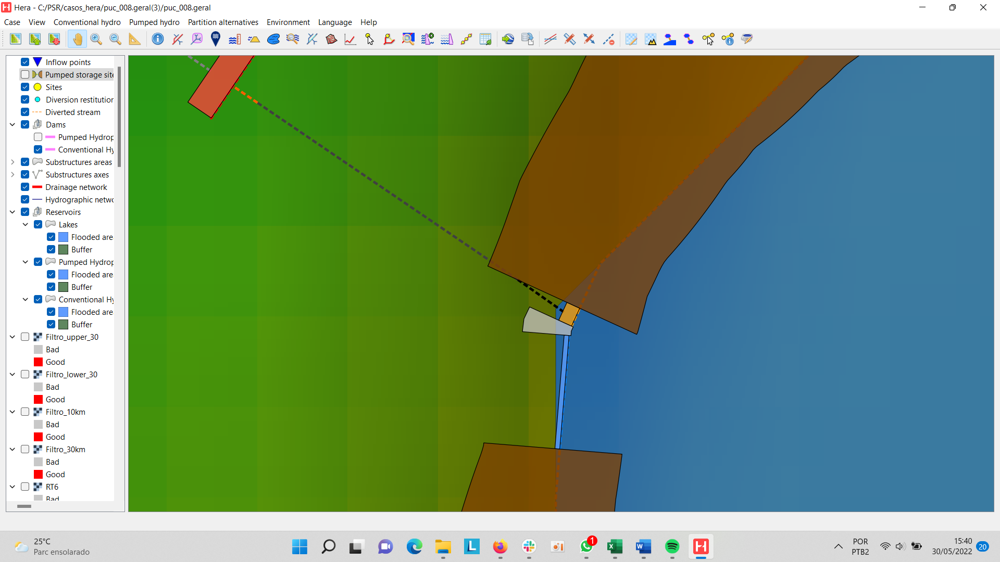 Hera - C:/PSR/casos_hera/puc_008.geral(3)/puc_008.geral
Case View Conventional hydro Pumped hydro Partition alternatives Environment Language Help
Inflow points
Pumped storage site
Sites
Diversion restitution
Diverted stream
Dams
Pumped Hydrop
Conventional Hy
Substructures areas
Substructures axes
Drainage network
Hydrographic netwo
Reservoirs
Lakes
Flooded are
Buffer
Pumped Hydrop
Flooded are
Buffer
Conventional Hy
Flooded are
Buffer
Filtro_upper_30
Bad
Good
Filtro_lower_30
Bad
Good
Filtro_10km
Bad
Good
Filtro_30km
Bad
Good
RT6
Bad
25°C
Parc ensolarado
1
POR
PTB2
15:40
30/05/2022
20